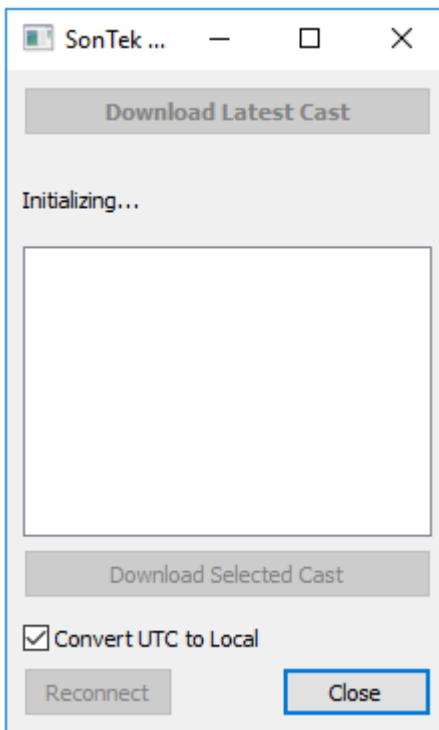 SonTek ...
Download Latest Cast
Initializing...
Download Selected Cast
Convert UTC to Local
Reconnect
Close